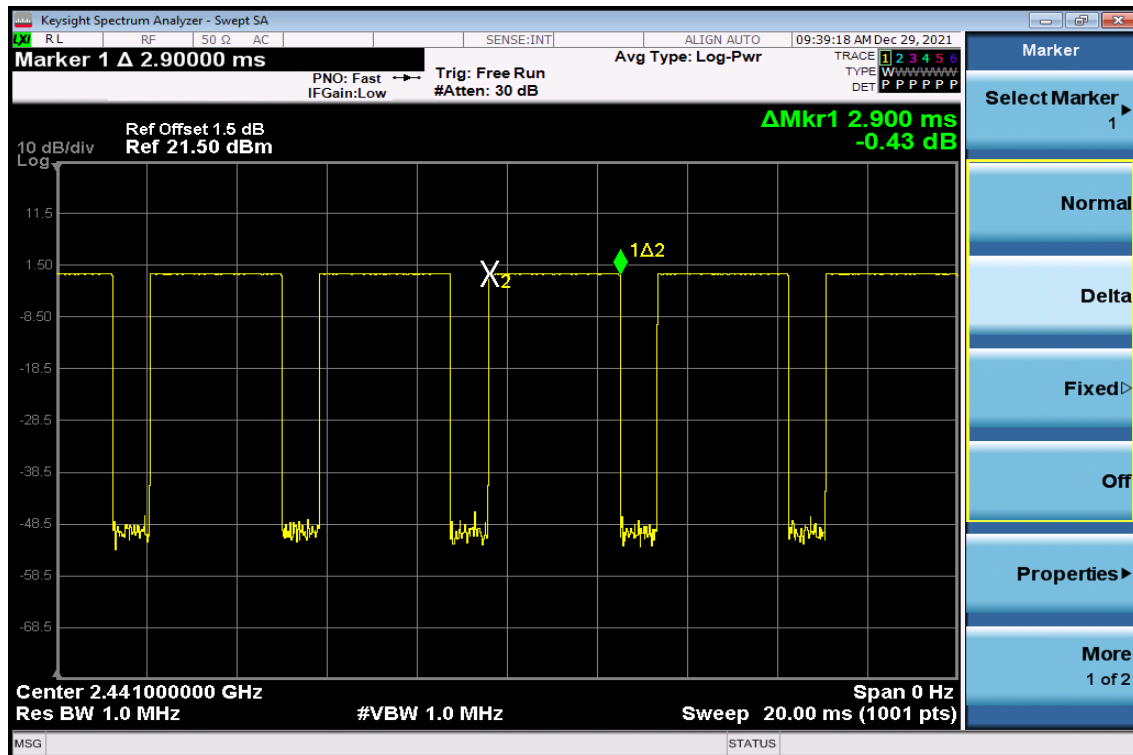 Keysight Spectrum Analyzer - Swept SA
LXI RL RF 50 Ω AC SENSE:INT ALIGN AUTO 09:39:18 AM Dec 29, 2021
Marker 1 Δ 2.90000 ms
PNO: Fast
IFGain:Low
Trig: Free Run
#Atten: 30 dB
Avg Type: Log-Pwr
TRACE 1 2 3 4 5 6
TYPE WWWWWW
DET P P P P P P
Marker
Select Marker
1
ΔMkr1 2.900 ms
-0.43 dB
Ref Offset 1.5 dB
10 dB/div Ref 21.50 dBm
Log
Normal
11.5
1Δ2
1.50
X2
Delta
-8.50
-18.5
Fixed
-28.5
-38.5
Off
-48.5
-58.5
Properties
-68.5
More
1 of 2
Center 2.441000000 GHz Span 0 Hz
Res BW 1.0 MHz #VBW 1.0 MHz Sweep 20.00 ms (1001 pts)
MSG STATUS